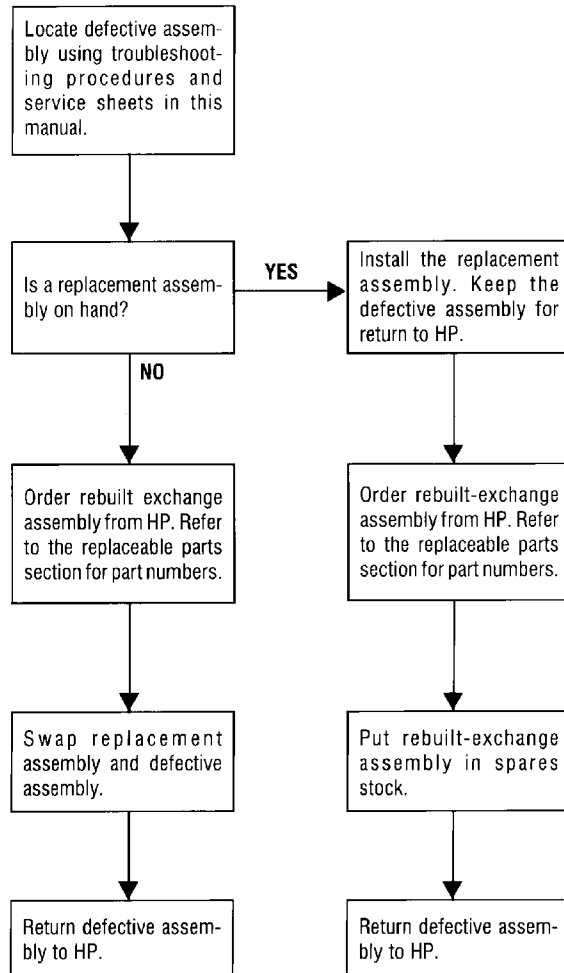 Locate defective assem-
bly using troubleshoot-
ing procedures and
service sheets in this
manual.
Is a replacement assem-
bly on hand?
YES
Install the replacement
assembly. Keep the
defective assembly for
return to HP.
NO
Order rebuilt exchange
assembly from HP. Refer
to the replaceable parts
section for part numbers.
Order rebuilt-exchange
assembly from HP. Refer
to the replaceable parts
section for part numbers.
Swap replacement
assembly and defective
assembly.
Put rebuilt-exchange
assembly in spares
stock.
Return defective assem-
bly to HP.
Return defective assem-
bly to HP.